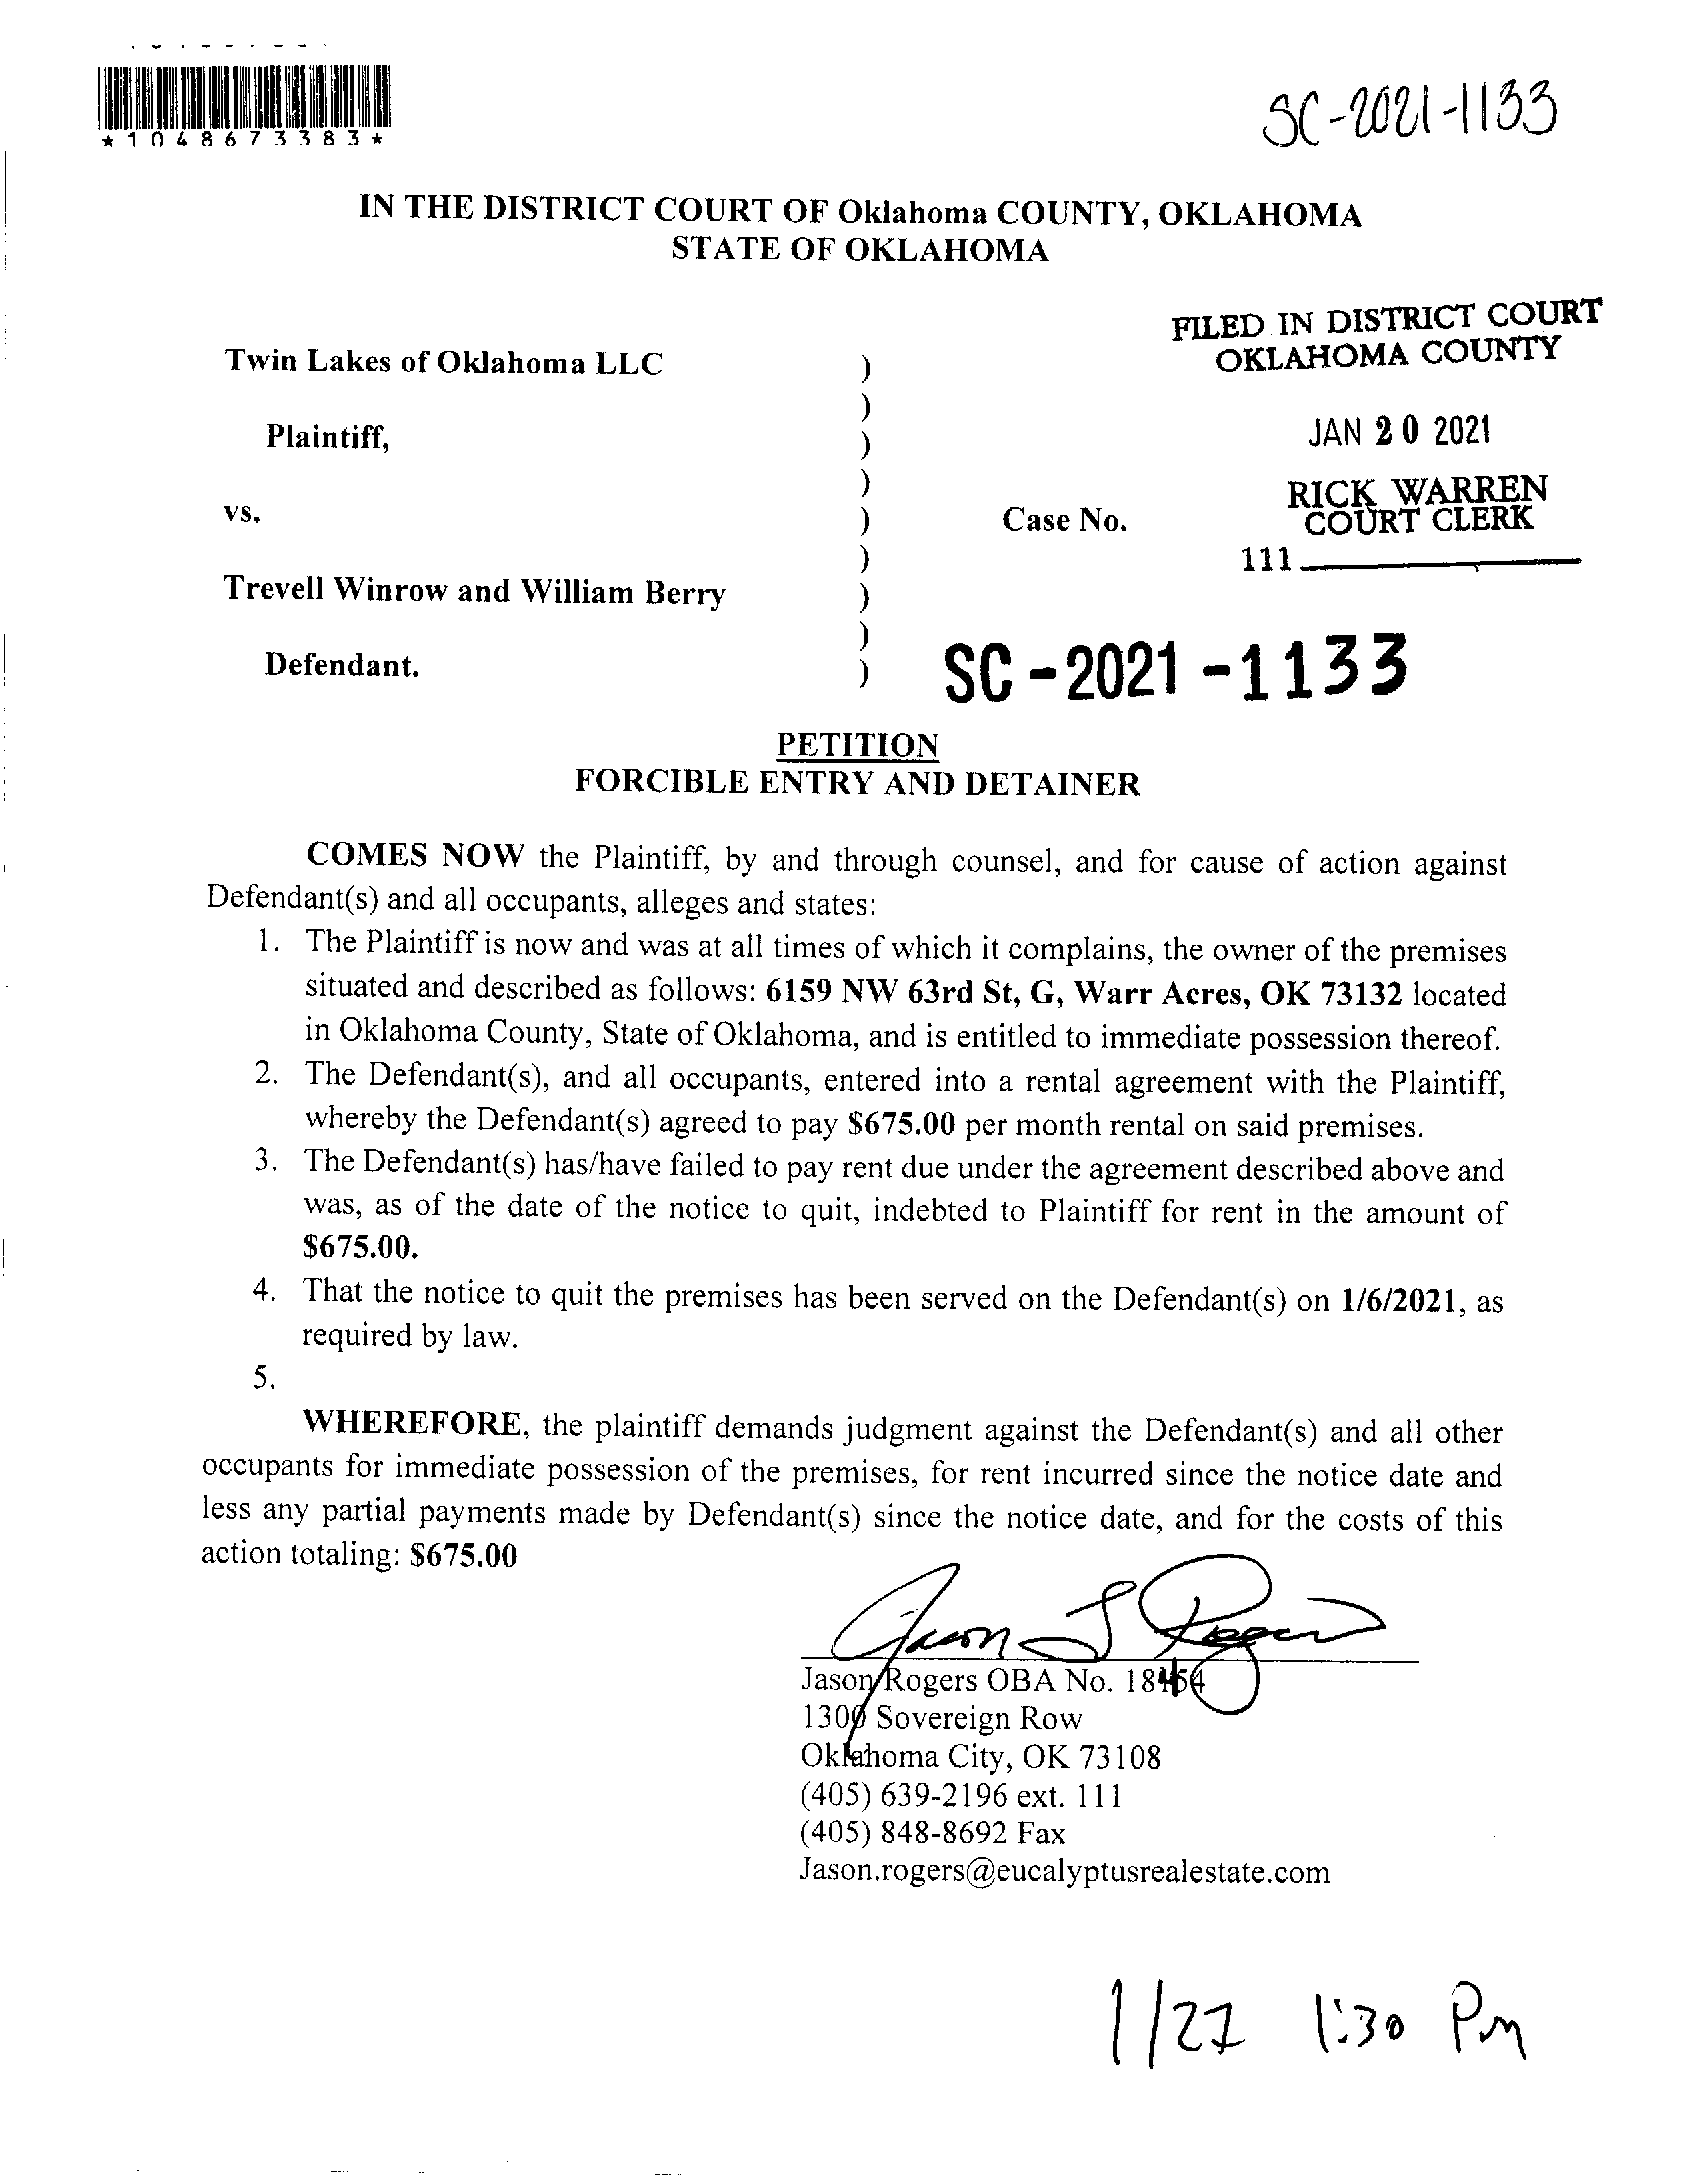 *1048673383*
SC-2021-1133
IN THE DISTRICT COURT OF Oklahoma COUNTY, OKLAHOMA
STATE OF OKLAHOMA
FILED IN DISTRICT COURT
OKLAHOMA COUNTY
Twin Lakes of Oklahoma LLC )
)
Plaintiff, )
JAN 20 2021
)
RICK WARREN
COURT CLERK
vs. ) Case No.
)
111
Trevell Winrow and William Berry )
)
Defendant. )
SC-2021-1133
PETITION
FORCIBLE ENTRY AND DETAINER
COMES NOW the Plaintiff, by and through counsel, and for cause of action against
Defendant(s) and all occupants, alleges and states:
1. The Plaintiff is now and was at all times of which it complains, the owner of the premises
situated and described as follows: 6159 NW 63rd St, G, Warr Acres, OK 73132 located
in Oklahoma County, State of Oklahoma, and is entitled to immediate possession thereof.
2. The Defendant(s), and all occupants, entered into a rental agreement with the Plaintiff,
whereby the Defendant(s) agreed to pay $675.00 per month rental on said premises.
3. The Defendant(s) has/have failed to pay rent due under the agreement described above and
was, as of the date of the notice to quit, indebted to Plaintiff for rent in the amount of
$675.00.
4. That the notice to quit the premises has been served on the Defendant(s) on 1/6/2021, as
required by law.
5.
WHEREFORE, the plaintiff demands judgment against the Defendant(s) and all other
occupants for immediate possession of the premises, for rent incurred since the notice date and
less any partial payments made by Defendant(s) since the notice date, and for the costs of this
action totaling: $675.00
Jason Rogers OBA No.
1300 Sovereign Row
Oklahoma City, OK 73108
(405) 639-2196 ext. 111
(405) 848-8692 Fax
Jason.rogers@eucalyptusrealestate.com
1/27 1:30 Pm